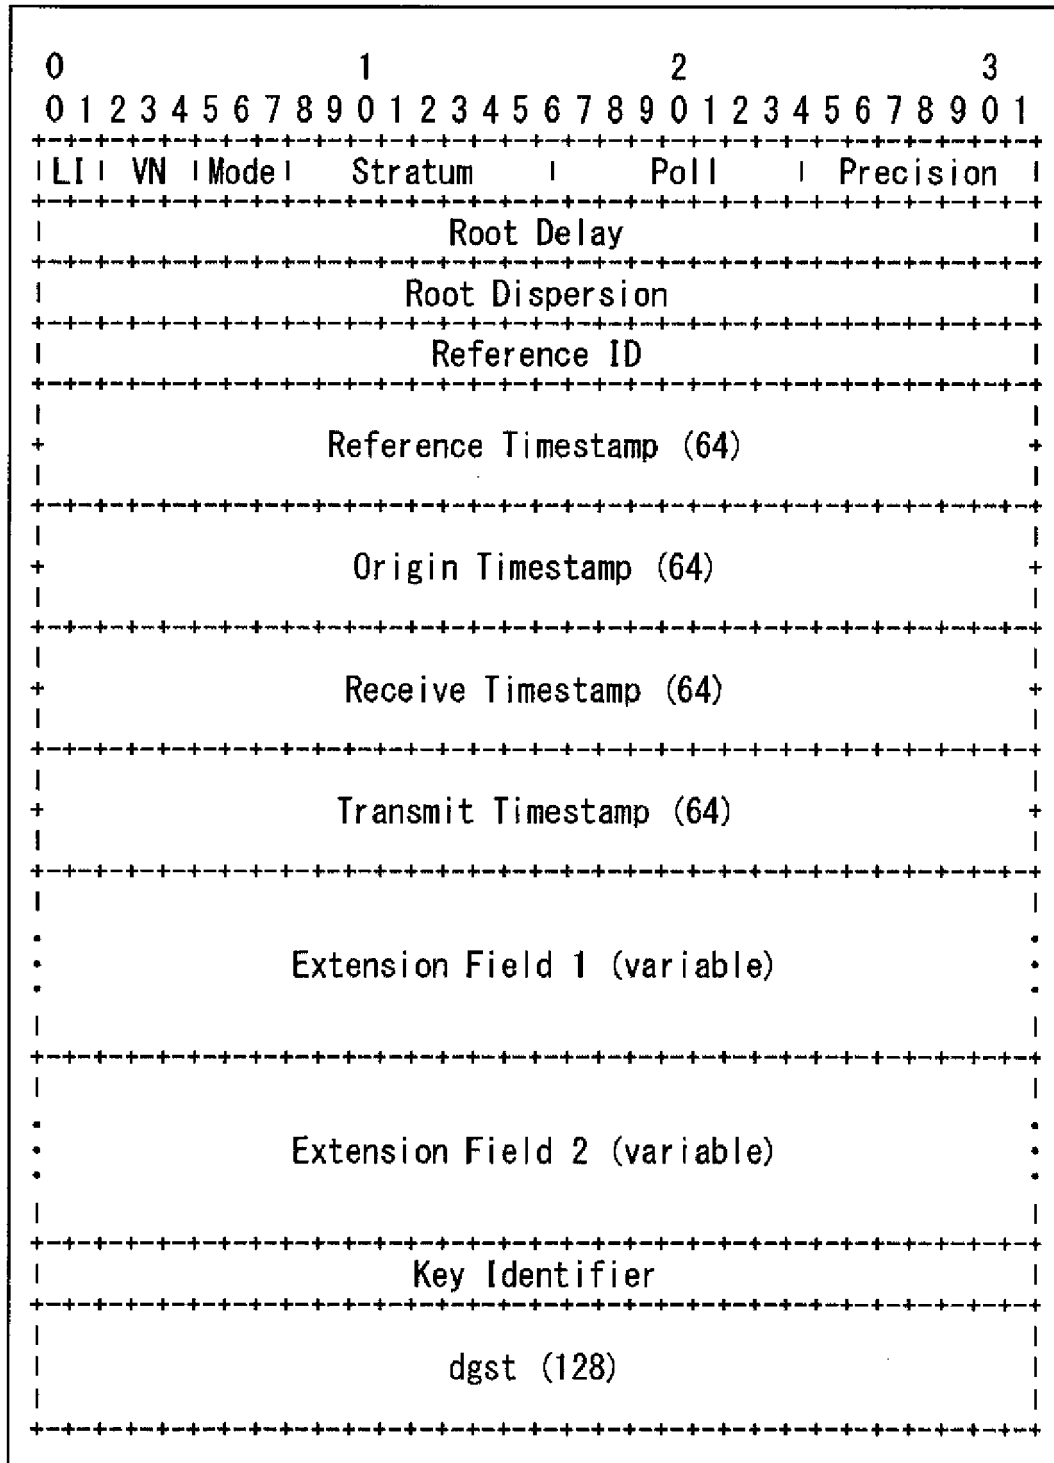 0 1 2 3
0 1 2 3 4 5 6 7 8 9 0 1 2 3 4 5 6 7 8 9 0 1 2 3 4 5 6 7 8 9 0 1
+-+-+-+-+-+-+-+-+-+-+-+-+-+-+-+-+-+-+-+-+-+-+-+-+-+-+-+-+-+-+-+-+
|LI| VN |Mode| Stratum | Poll | Precision |
+-+-+-+-+-+-+-+-+-+-+-+-+-+-+-+-+-+-+-+-+-+-+-+-+-+-+-+-+-+-+-+-+
| Root Delay |
+-+-+-+-+-+-+-+-+-+-+-+-+-+-+-+-+-+-+-+-+-+-+-+-+-+-+-+-+-+-+-+-+
| Root Dispersion |
+-+-+-+-+-+-+-+-+-+-+-+-+-+-+-+-+-+-+-+-+-+-+-+-+-+-+-+-+-+-+-+-+
| Reference ID |
+-+-+-+-+-+-+-+-+-+-+-+-+-+-+-+-+-+-+-+-+-+-+-+-+-+-+-+-+-+-+-+-+
| |
+ Reference Timestamp (64) +
| |
+-+-+-+-+-+-+-+-+-+-+-+-+-+-+-+-+-+-+-+-+-+-+-+-+-+-+-+-+-+-+-+-+
| |
+ Origin Timestamp (64) +
| |
+-+-+-+-+-+-+-+-+-+-+-+-+-+-+-+-+-+-+-+-+-+-+-+-+-+-+-+-+-+-+-+-+
| |
+ Receive Timestamp (64) +
| |
+-+-+-+-+-+-+-+-+-+-+-+-+-+-+-+-+-+-+-+-+-+-+-+-+-+-+-+-+-+-+-+-+
| |
+ Transmit Timestamp (64) +
| |
+-+-+-+-+-+-+-+-+-+-+-+-+-+-+-+-+-+-+-+-+-+-+-+-+-+-+-+-+-+-+-+-+
| |
. .
. Extension Field 1 (variable) .
. .
| |
+-+-+-+-+-+-+-+-+-+-+-+-+-+-+-+-+-+-+-+-+-+-+-+-+-+-+-+-+-+-+-+-+
| |
. .
. Extension Field 2 (variable) .
. .
| |
+-+-+-+-+-+-+-+-+-+-+-+-+-+-+-+-+-+-+-+-+-+-+-+-+-+-+-+-+-+-+-+-+
| Key Identifier |
+-+-+-+-+-+-+-+-+-+-+-+-+-+-+-+-+-+-+-+-+-+-+-+-+-+-+-+-+-+-+-+-+
| |
| dgst (128) |
| |
+-+-+-+-+-+-+-+-+-+-+-+-+-+-+-+-+-+-+-+-+-+-+-+-+-+-+-+-+-+-+-+-+